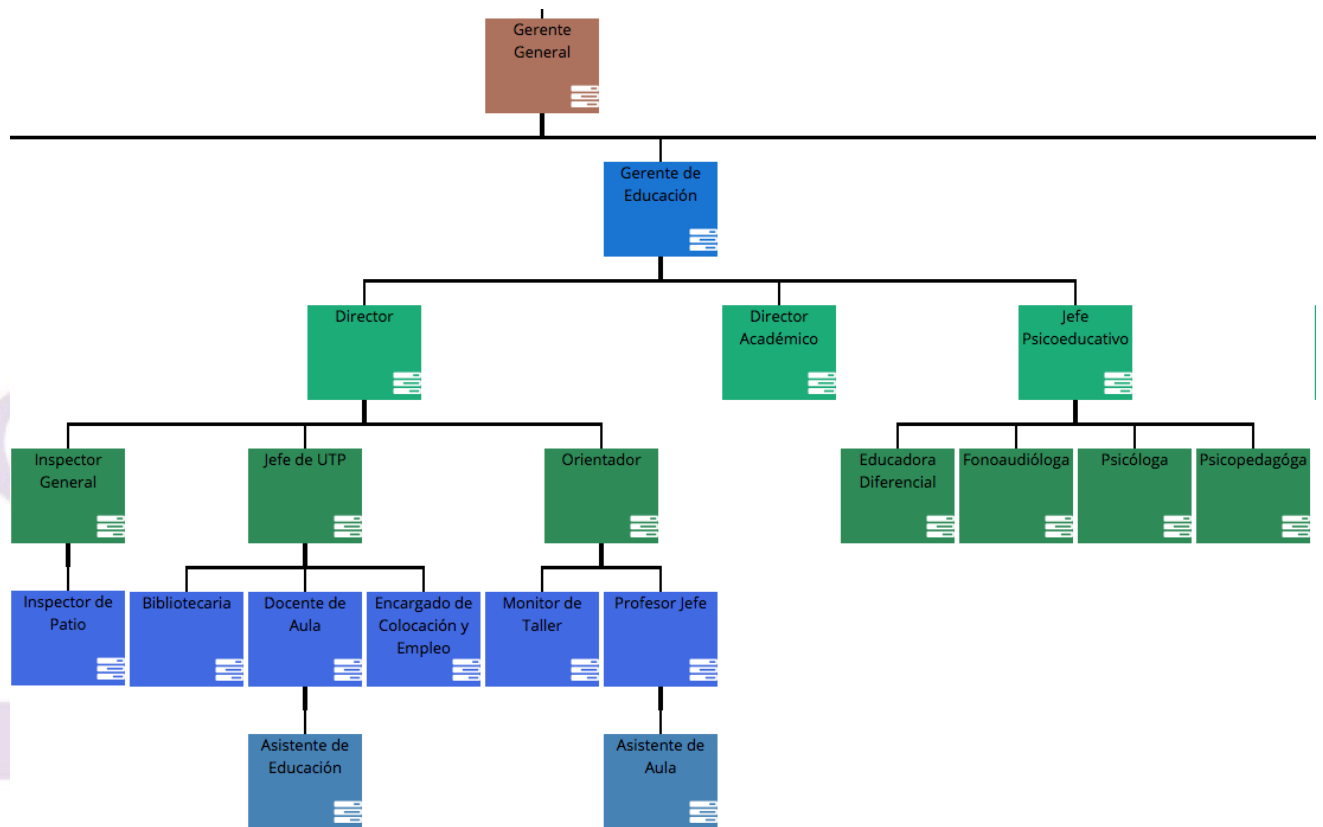 Gerente
General
Gerente de
Educación
Director
Director
Académico
Jefe
Psicoeducativo
Inspector
General
Jefe de UTP
Orientador
Educadora
Diferencial
Fonoaudióloga
Psicóloga
Psicopedagóga
Inspector de
Patio
Bibliotecaria
Docente de
Aula
Encargado de
Colocación y
Empleo
Monitor de
Taller
Profesor Jefe
Asistente de
Educación
Asistente de
Aula